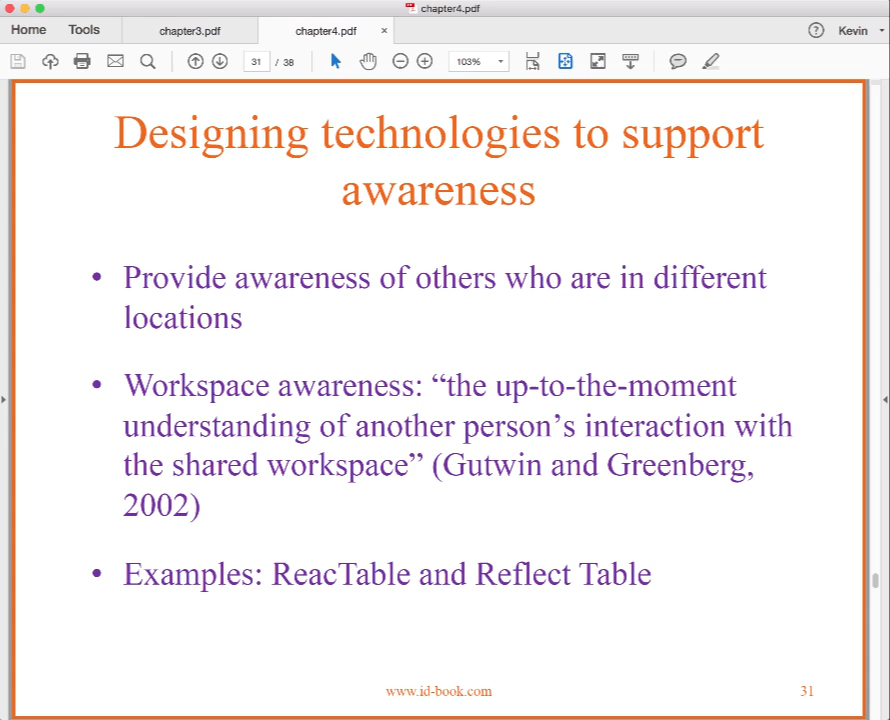 chapter4.pdf
Home Tools chapter3.pdf chapter4.pdf × ? Kevin
31 / 38 103%
Designing technologies to support
awareness
• Provide awareness of others who are in different
locations
• Workspace awareness: “the up-to-the-moment
understanding of another person’s interaction with
the shared workspace” (Gutwin and Greenberg,
2002)
• Examples: ReacTable and Reflect Table
www.id-book.com 31